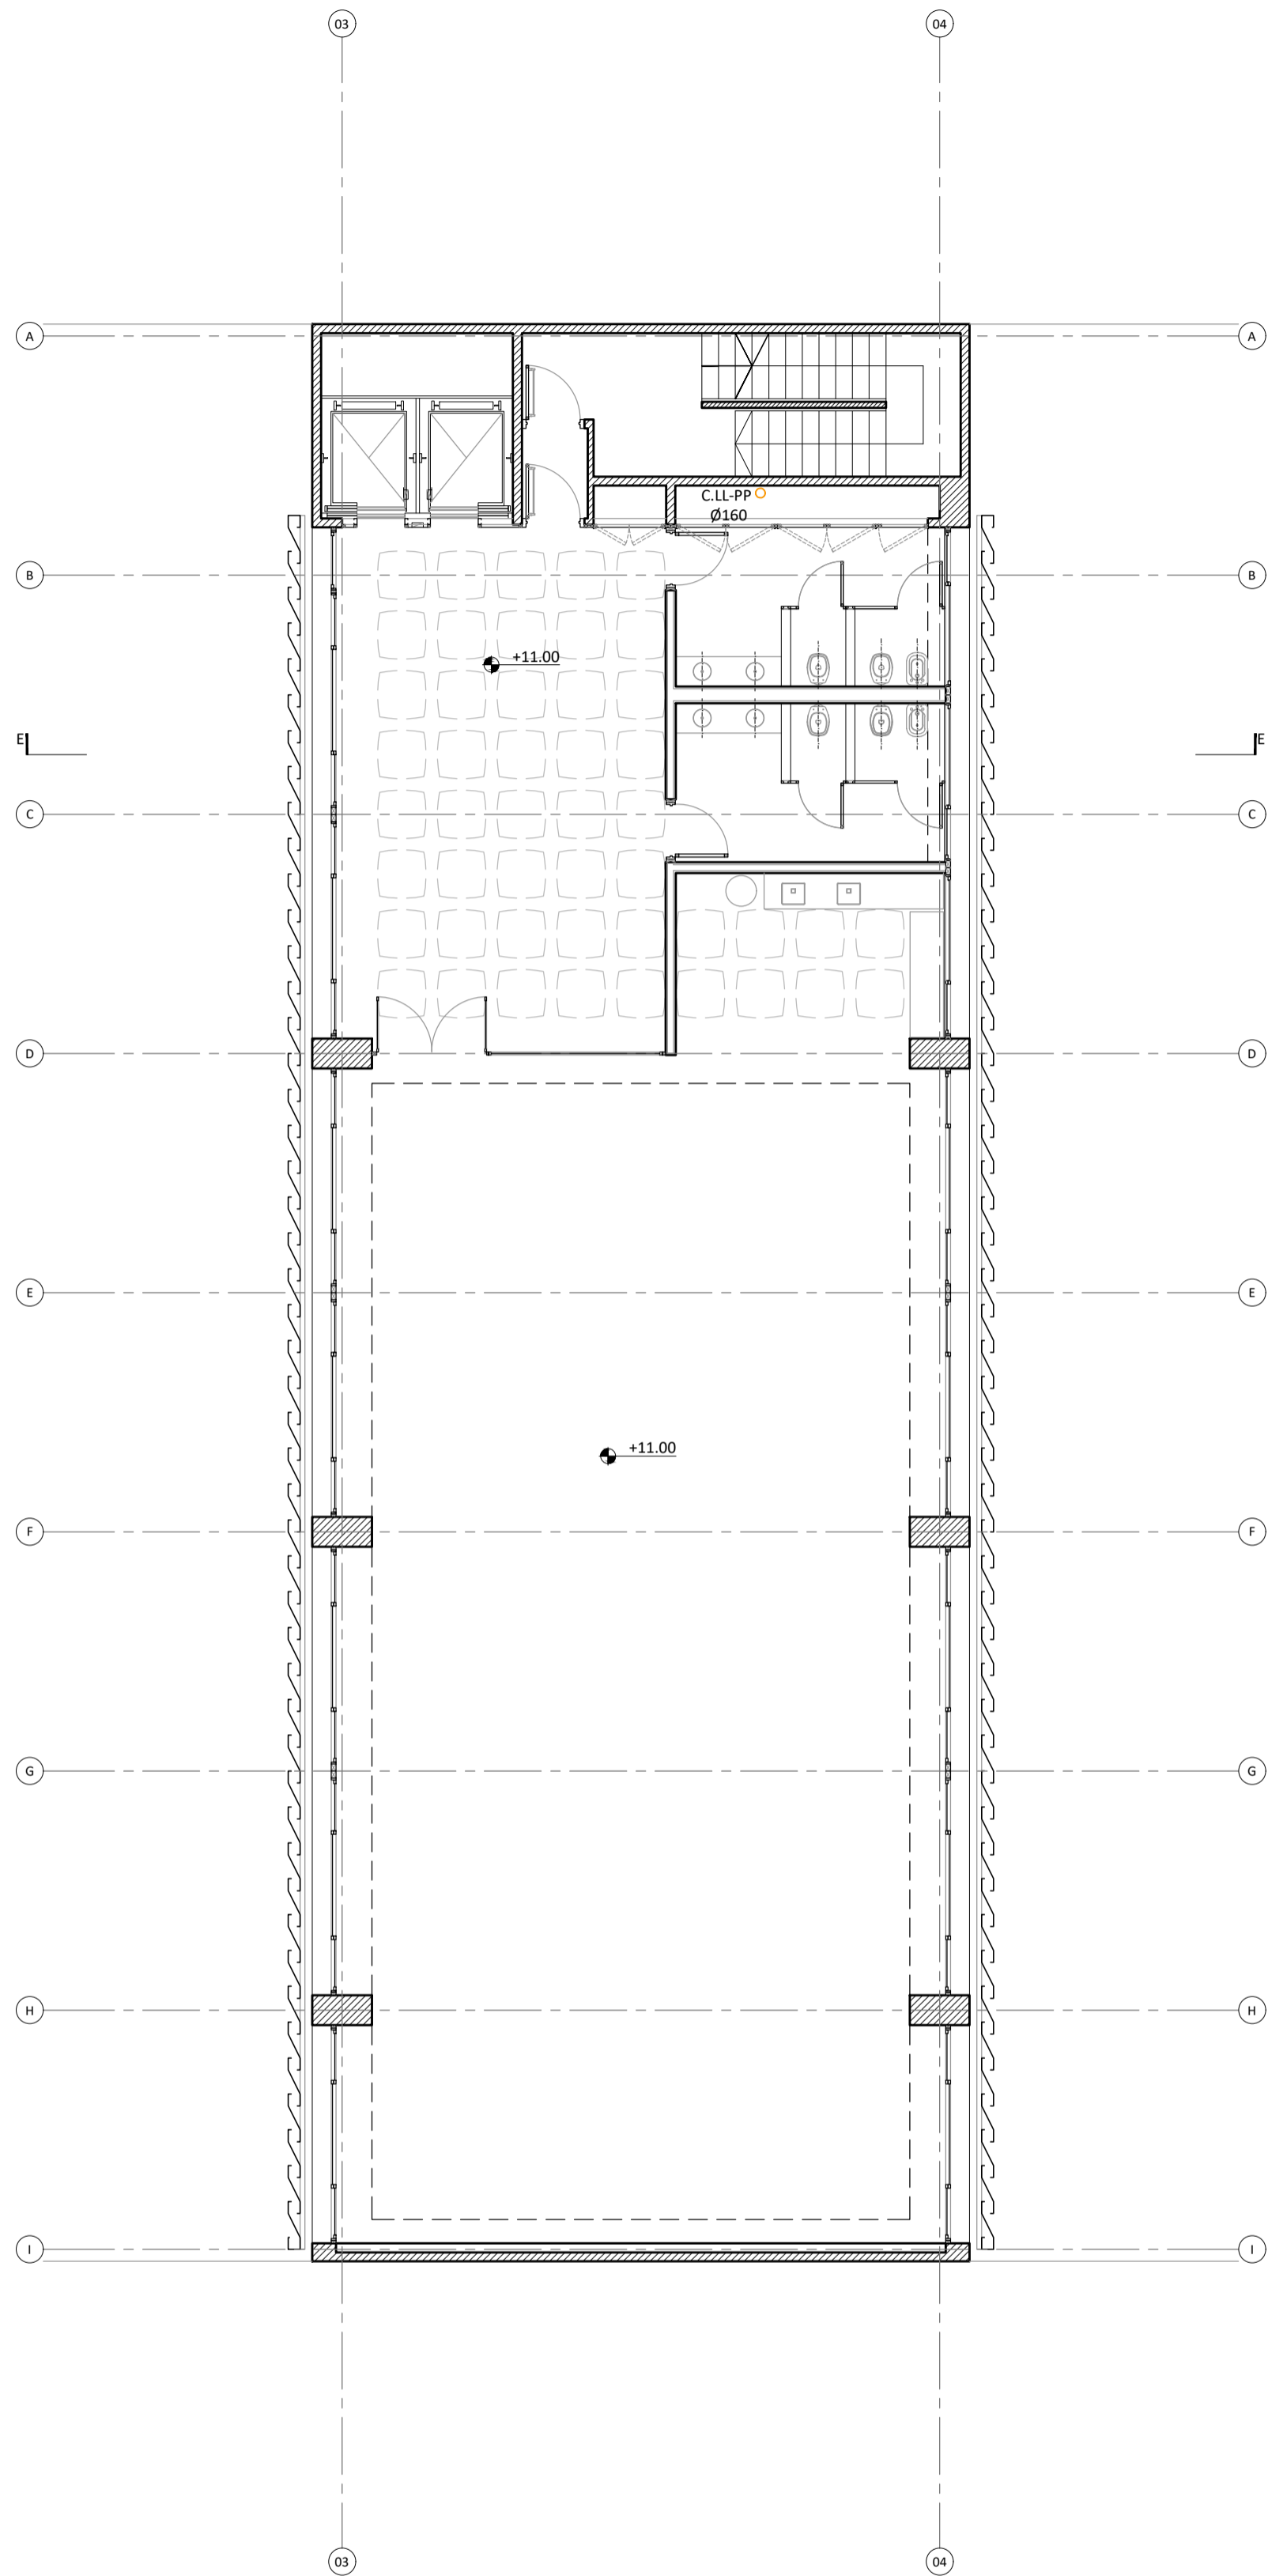 03 04
A A
C.LL-PP
Ø160
B B
+11.00
E E
C C
D D
E E
+11.00
F F
G G
H H
I I
03 04